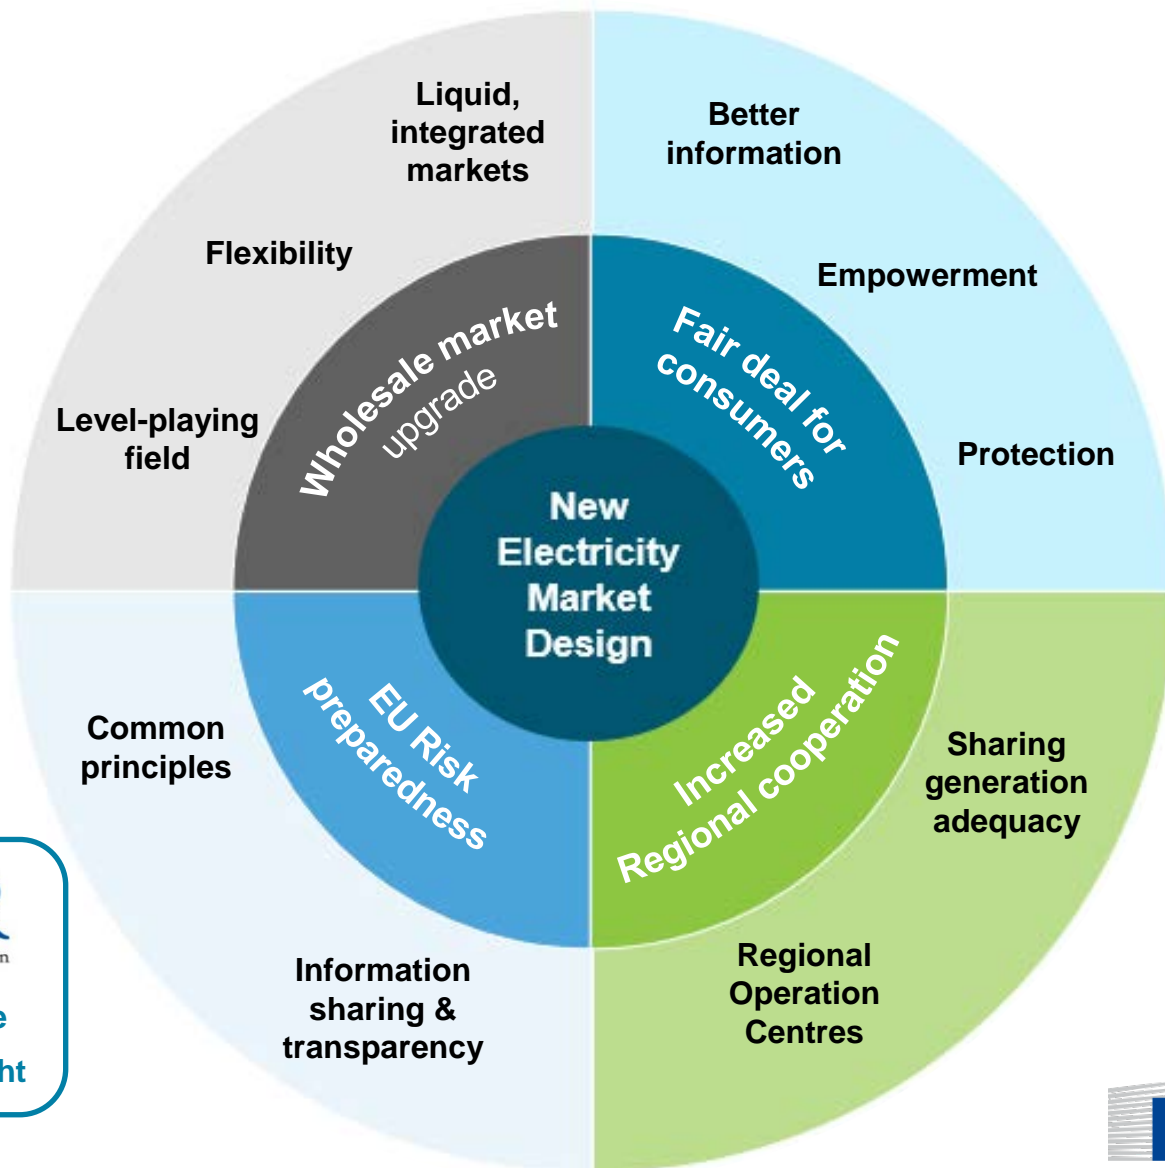 Liquid,
integrated
markets
Flexibility
Level-playing
field
Wholesale market
upgrade
Better
information
Empowerment
Protection
Fair deal for
consumers
New
Electricity
Market
Design
Common
principles
Information
sharing &
transparency
EU Risk
preparedness
Increased
Regional cooperation
Sharing
generation
adequacy
Regional
Operation
Centres